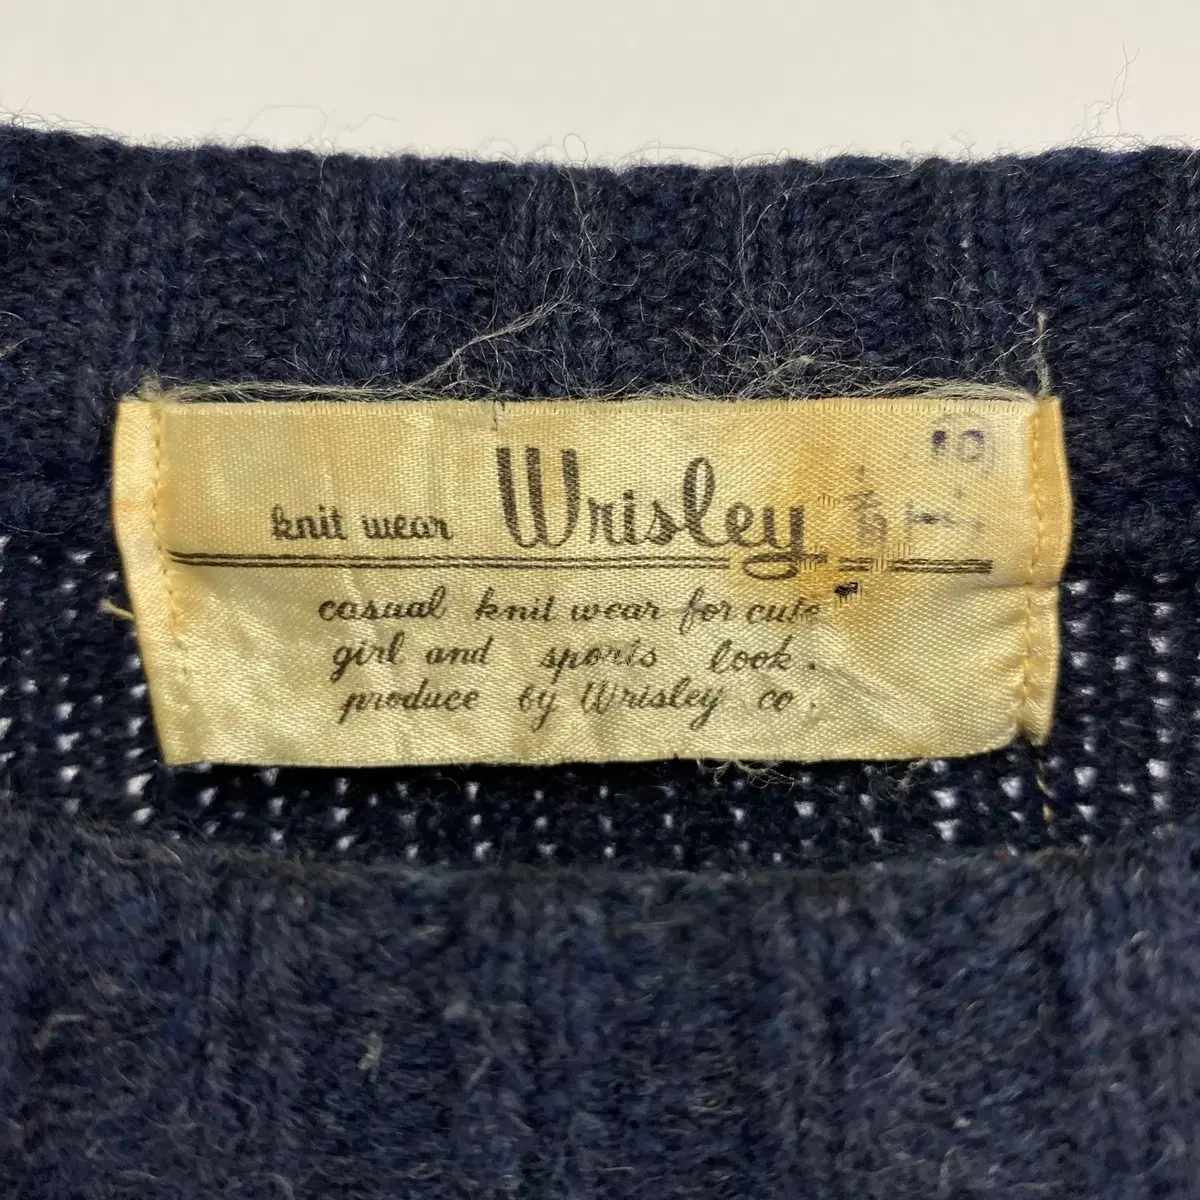 knit wear Wrisley
casual knit wear for cute
girl and sports look.
produce by Wrisley co.